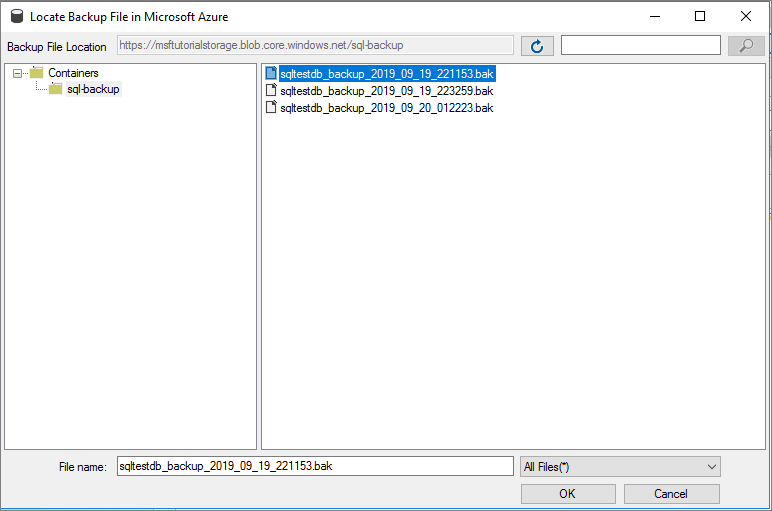 Locate Backup File in Microsoft Azure
Backup File Location https://msftutorialstorage.blob.core.windows.net/sql-backup
Containers
sql-backup
sqltestdb_backup_2019_09_19_221153.bak
sqltestdb_backup_2019_09_19_223259.bak
sqltestdb_backup_2019_09_20_012223.bak
File name: sqltestdb_backup_2019_09_19_221153.bak All Files(*)
OK Cancel